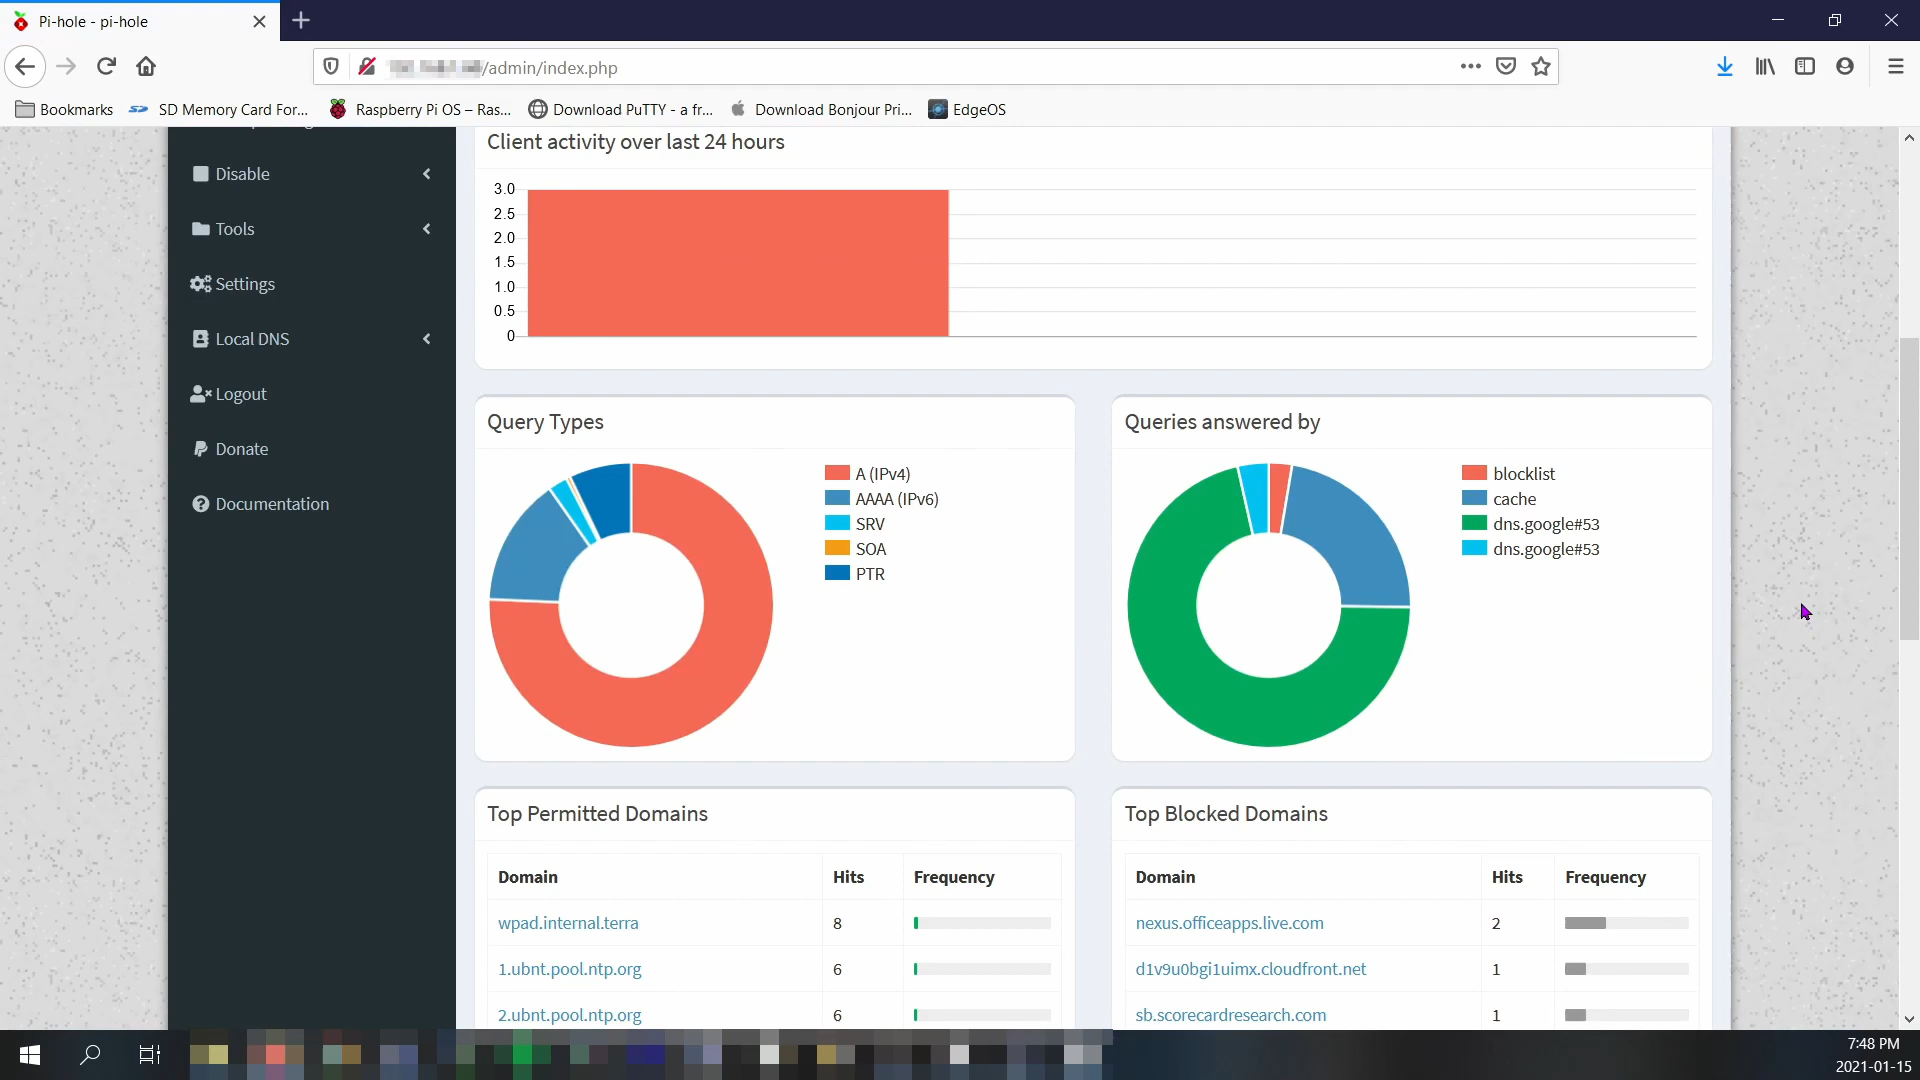 Pi-hole - pi-hole
/admin/index.php
Bookmarks SD Memory Card For... Raspberry Pi OS – Ras... Download PuTTY - a fr... Download Bonjour Pri... EdgeOS
Disable
Tools
Settings
Local DNS
Logout
Donate
Documentation
Client activity over last 24 hours
3.0
2.5
2.0
1.5
1.0
0.5
0
Query Types
A (IPv4)
AAAA (IPv6)
SRV
SOA
PTR
Queries answered by
blocklist
cache
dns.google#53
dns.google#53
Top Permitted Domains
Domain Hits Frequency
wpad.internal.terra 8
1.ubnt.pool.ntp.org 6
2.ubnt.pool.ntp.org 6
Top Blocked Domains
Domain Hits Frequency
nexus.officeapps.live.com 2
d1v9u0bgi1uimx.cloudfront.net 1
sb.scorecardresearch.com 1
7:48 PM
2021-01-15